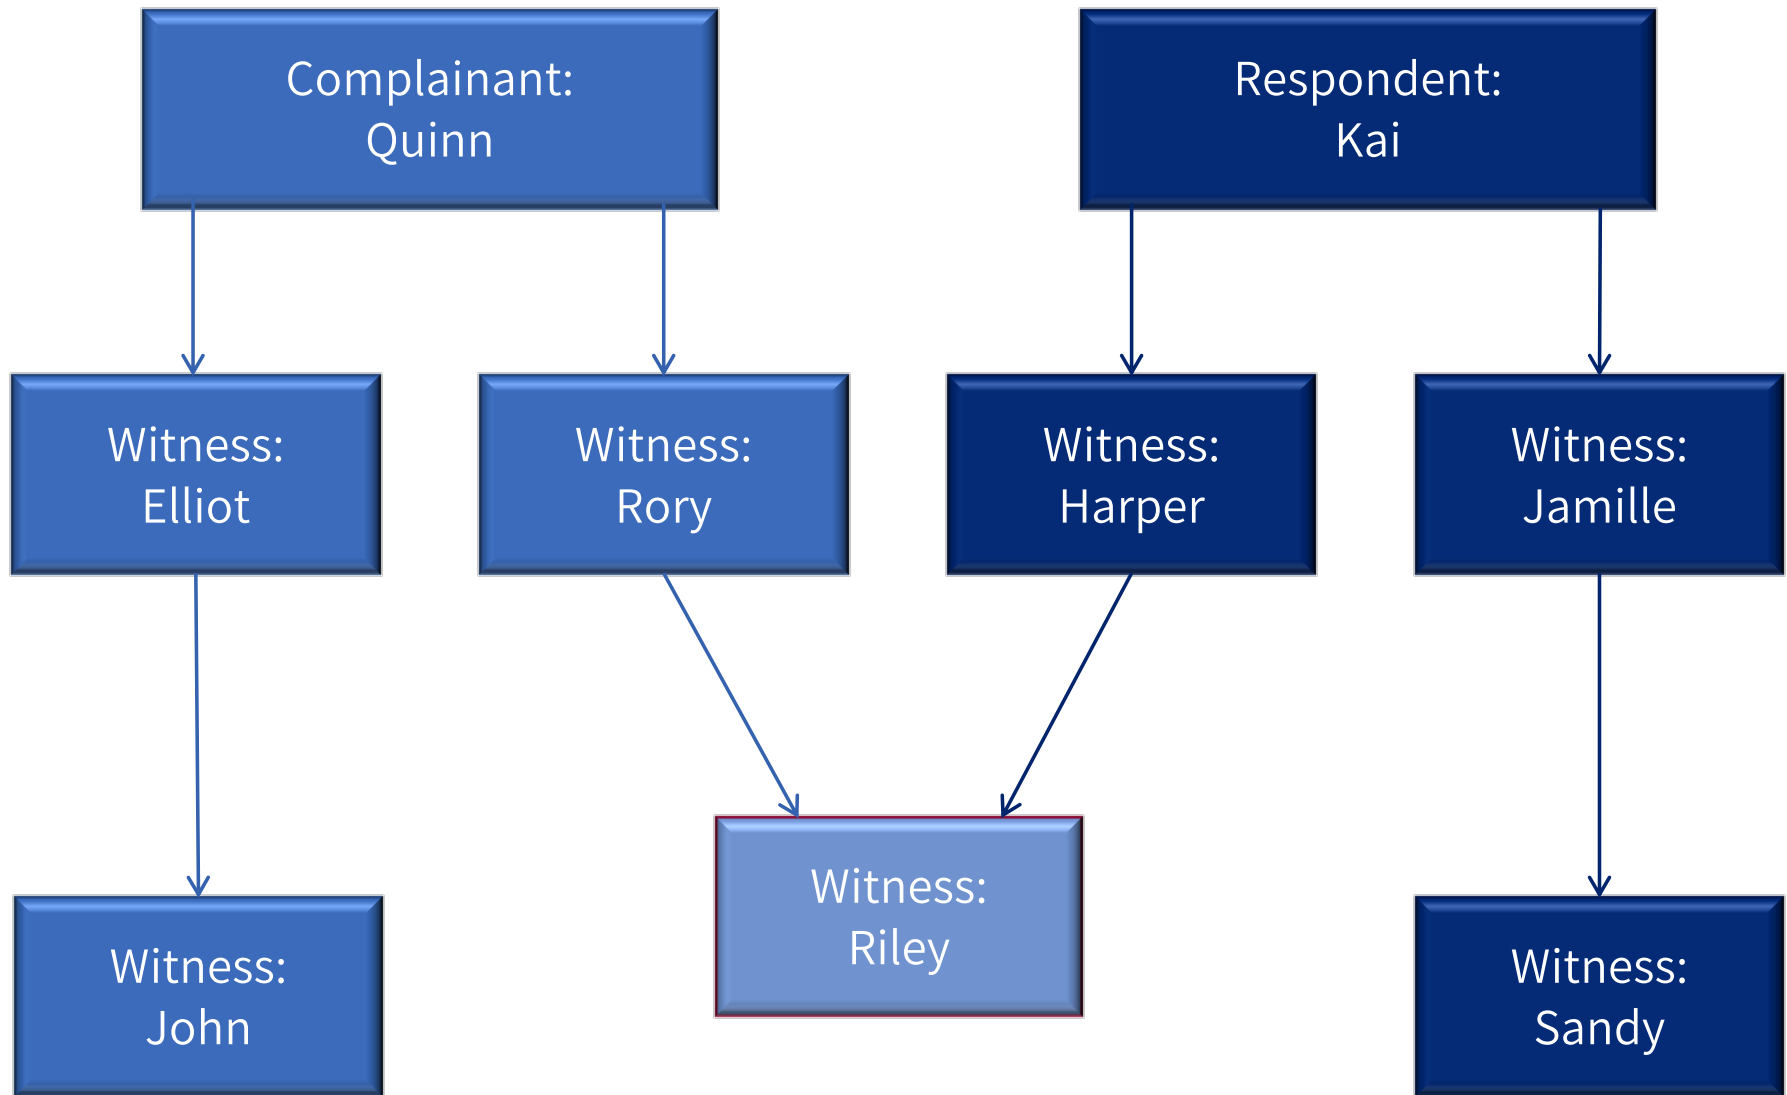 Complainant:
Quinn
Respondent:
Kai
Witness:
Elliot
Witness:
Rory
Witness:
Harper
Witness:
Jamille
Witness:
Riley
Witness:
John
Witness:
Sandy